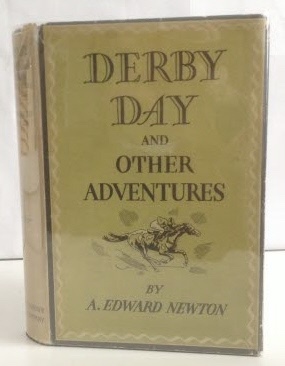 DERBY
DAY
AND
OTHER
ADVENTURES
BY
A. EDWARD NEWTON